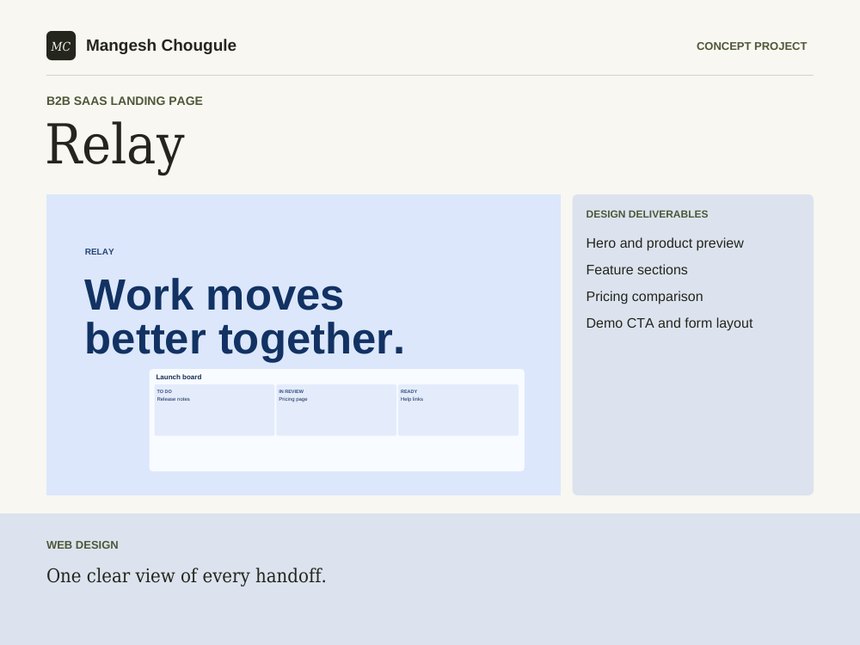 MC Mangesh Chougule
CONCEPT PROJECT
B2B SAAS LANDING PAGE
Relay
RELAY
Work moves
better together.
Launch board
TO DO
Release notes
IN REVIEW
Pricing page
READY
Help links
DESIGN DELIVERABLES
Hero and product preview
Feature sections
Pricing comparison
Demo CTA and form layout
WEB DESIGN
One clear view of every handoff.